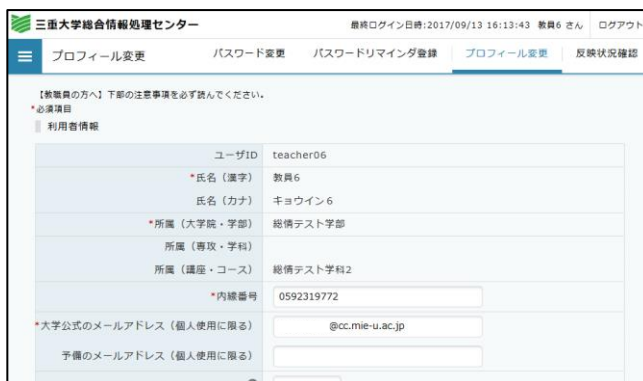 三重大学総合情報処理センター 最終ログイン日時:2017/09/13 16:13:43 教員6 さん ログアウト
プロフィール変更 パスワード変更 パスワードリマインダ登録 プロフィール変更 反映状況確認
【教職員の方へ】下部の注意事項を必ず読んでください。
*必須項目
利用者情報
ユーザID teacher06
*氏名（漢字） 教員6
氏名（カナ） キョウイン6
*所属（大学院・学部） 総情テスト学部
所属（専攻・学科）
所属（講座・コース） 総情テスト学科2
*内線番号 0592319772
*大学公式のメールアドレス（個人使用に限る） @cc.mie-u.ac.jp
予備のメールアドレス（個人使用に限る）